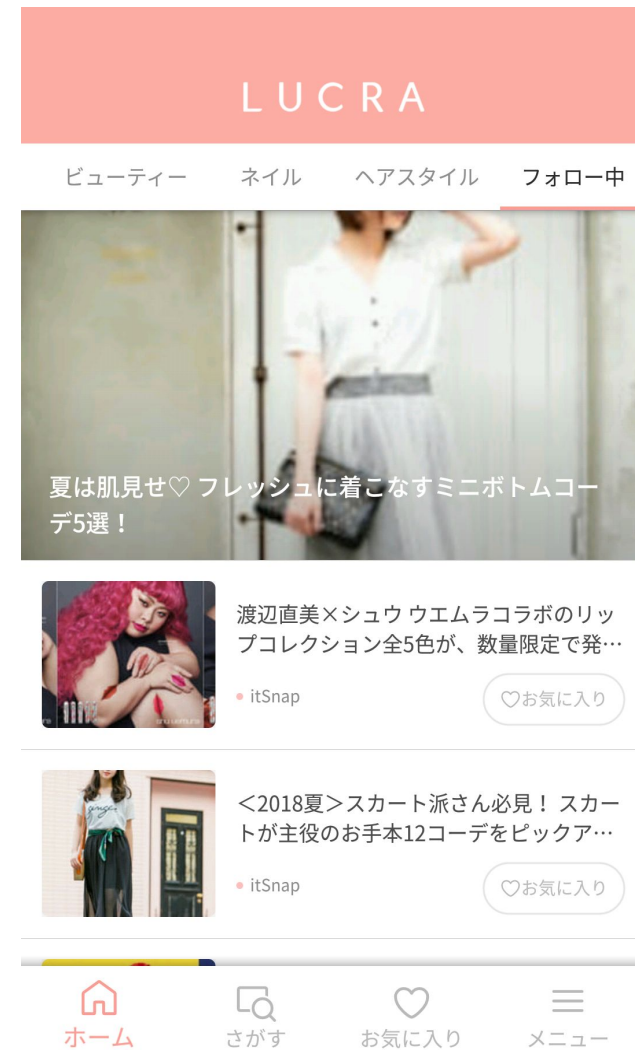 LUCRA
ビューティー ネイル ヘアスタイル フォロー中
夏は肌見せ♡ フレッシュに着こなすミニボトムコー
デ5選！
渡辺直美×シュウ ウエムラコラボのリッ
プコレクション全5色が、数量限定で発…
itSnap
♡お気に入り
shu uemura
＜2018夏＞スカート派さん必見！ スカー
トが主役のお手本12コーデをピックア…
itSnap
♡お気に入り
ホーム さがす お気に入り メニュー